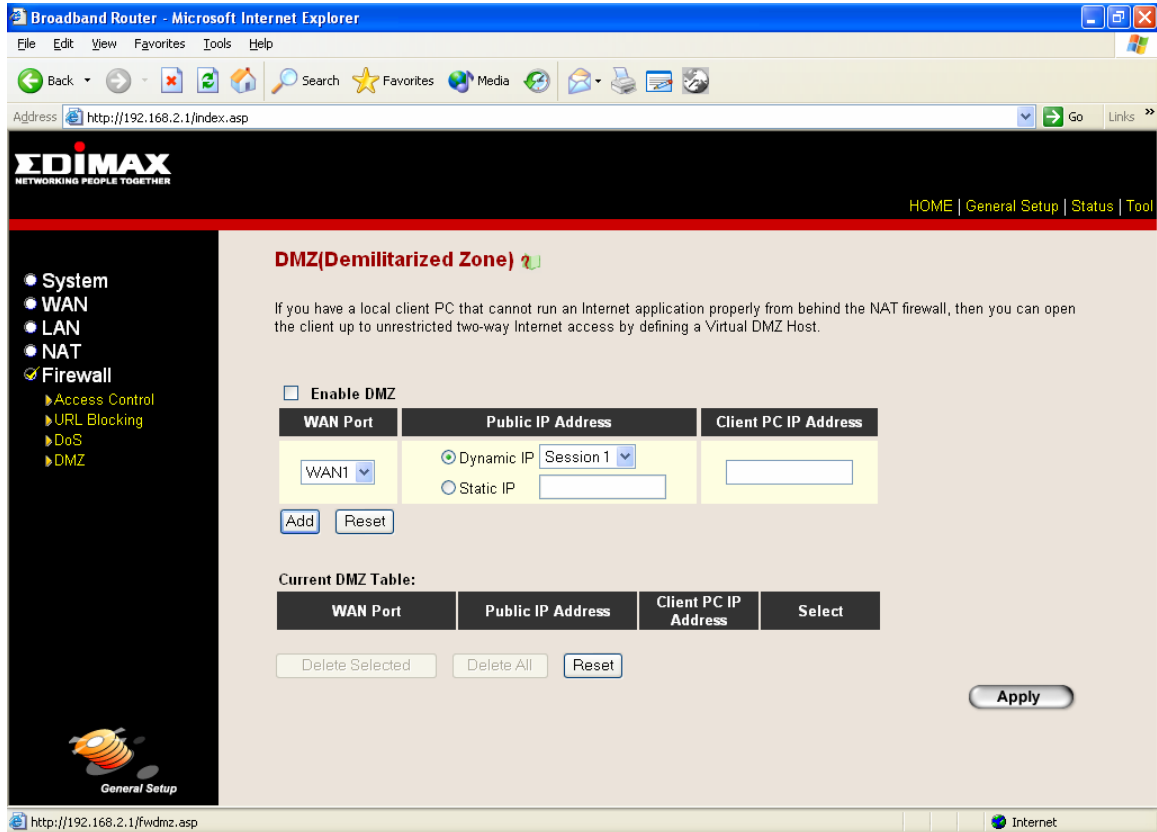 Broadband Router - Microsoft Internet Explorer
File Edit View Favorites Tools Help
Back Search Favorites Media
Address http://192.168.2.1/index.asp Go Links »
EDIMAX
NETWORKING PEOPLE TOGETHER
HOME | General Setup | Status | Tool
System
WAN
LAN
NAT
Firewall
Access Control
URL Blocking
DoS
DMZ
General Setup
DMZ(Demilitarized Zone)
If you have a local client PC that cannot run an Internet application properly from behind the NAT firewall, then you can open
the client up to unrestricted two-way Internet access by defining a Virtual DMZ Host.
Enable DMZ
WAN Port Public IP Address Client PC IP Address
WAN1 Dynamic IP Session 1
Static IP
Add Reset
Current DMZ Table:
WAN Port Public IP Address Client PC IP Address Select
Delete Selected Delete All Reset
Apply
http://192.168.2.1/fwdmz.asp Internet